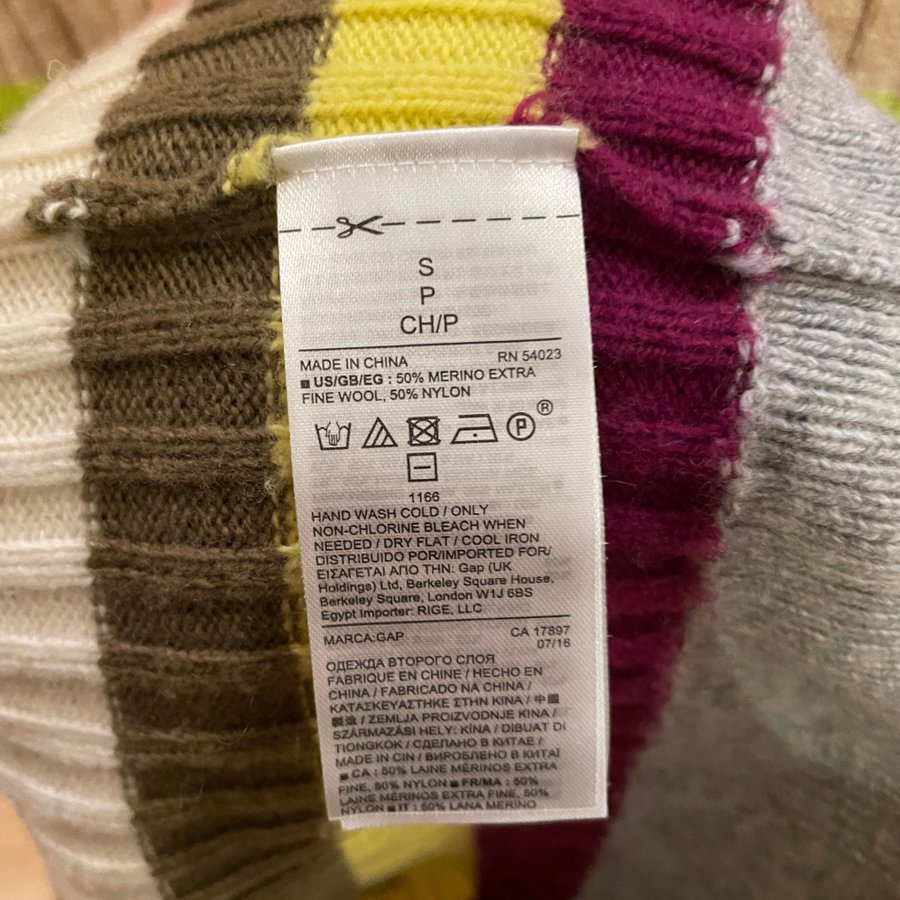 S
P
CH/P
MADE IN CHINA RN 54023
US/GB/EG : 50% MERINO EXTRA
FINE WOOL, 50% NYLON
P ®
1166
HAND WASH COLD / ONLY
NON-CHLORINE BLEACH WHEN
NEEDED / DRY FLAT / COOL IRON
DISTRIBUIDO POR/IMPORTED FOR/
ΕΙΣΑΓΕΤΑΙ ΑΠΟ ΤΗΝ: Gap (UK
Holdings) Ltd, Berkeley Square House,
Berkeley Square, London W1J 6BS
Egypt Importer: RIGE, LLC
MARCA:GAP CA 17897
07/16
ОДЕЖДА ВТОРОГО СЛОЯ
FABRIQUE EN CHINE / HECHO EN
CHINA / FABRICADO NA CHINA /
ΚΑΤΑΣΚΕΥΑΣΤΗΚΕ ΣΤΗΝ ΚΙΝΑ / 中國
製造 / ZEMLJA PROIZVODNJE KINA /
SZÁRMAZÁSI HELY: KÍNA / DIBUAT DI
TIONGKOK / СДЕЛАНО В КИТАЕ /
MADE IN CIN / ВИРОБЛЕНО В КИТАЇ
CA : 50% LAINE MÉRINOS EXTRA
FINE, 50% NYLON FR/MA : 50%
LAINE MÉRINOS EXTRA FINE, 50%
NYLON IT : 50% LANA MERINO